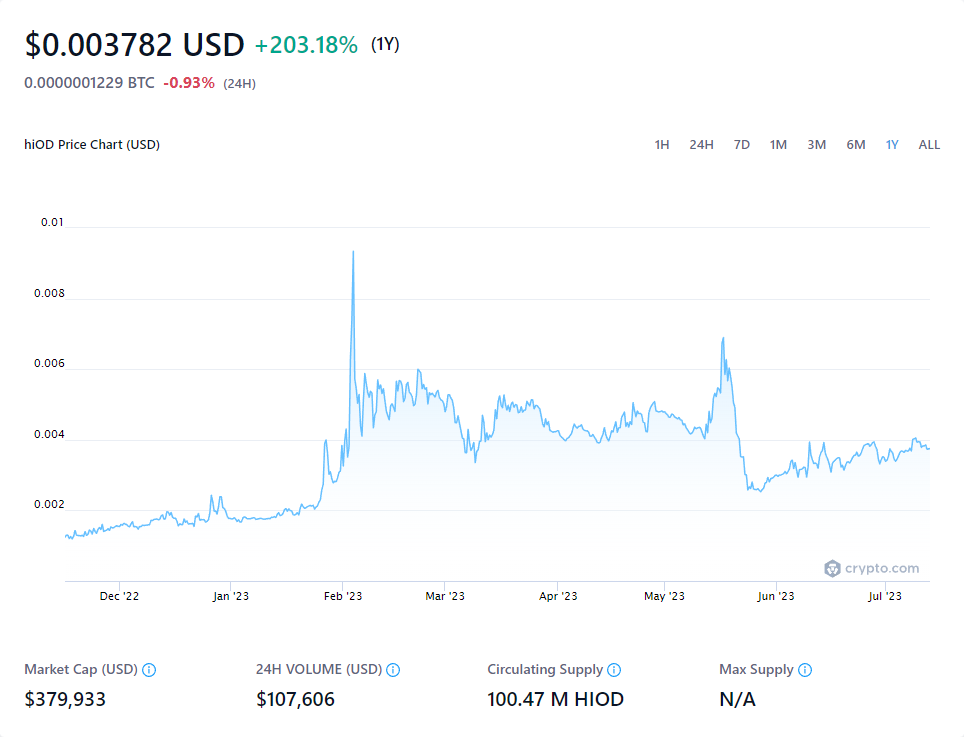 $0.003782 USD +203.18% (1Y)
0.0000001229 BTC -0.93% (24H)
hiOD Price Chart (USD) 1H 24H 7D 1M 3M 6M 1Y ALL
0.01
0.008
0.006
0.004
0.002
crypto.com
Dec '22 Jan '23 Feb '23 Mar '23 Apr '23 May '23 Jun '23 Jul '23
Market Cap (USD) 24H VOLUME (USD) Circulating Supply Max Supply
$379,933 $107,606 100.47 M HIOD N/A